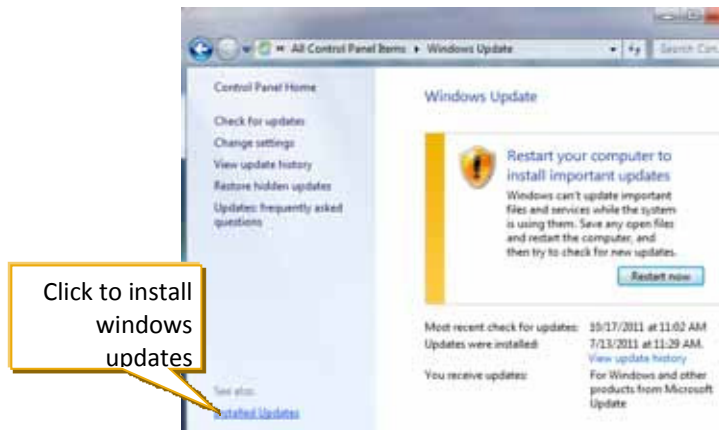 « All Control Panel Items ▸ Windows Update
Search Con
Control Panel Home
Check for updates
Change settings
View update history
Restore hidden updates
Updates: frequently asked
questions
See also
Installed Updates
Windows Update
Restart your computer to
install important updates
Windows can't update important
files and services while the system
is using them. Save any open files
and restart the computer, and
then try to check for new updates.
Restart now
Most recent check for updates: 10/17/2011 at 11:02 AM
Updates were installed: 7/13/2011 at 11:29 AM.
View update history
You receive updates: For Windows and other
products from Microsoft
Update
Click to install
windows
updates